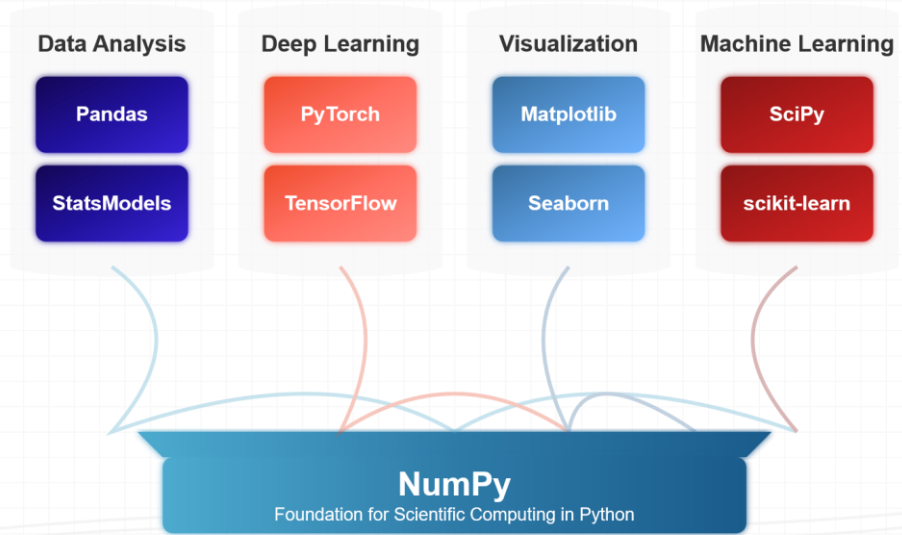 Data Analysis
Deep Learning
Visualization
Machine Learning
Pandas
PyTorch
Matplotlib
SciPy
StatsModels
TensorFlow
Seaborn
scikit-learn
NumPy
Foundation for Scientific Computing in Python